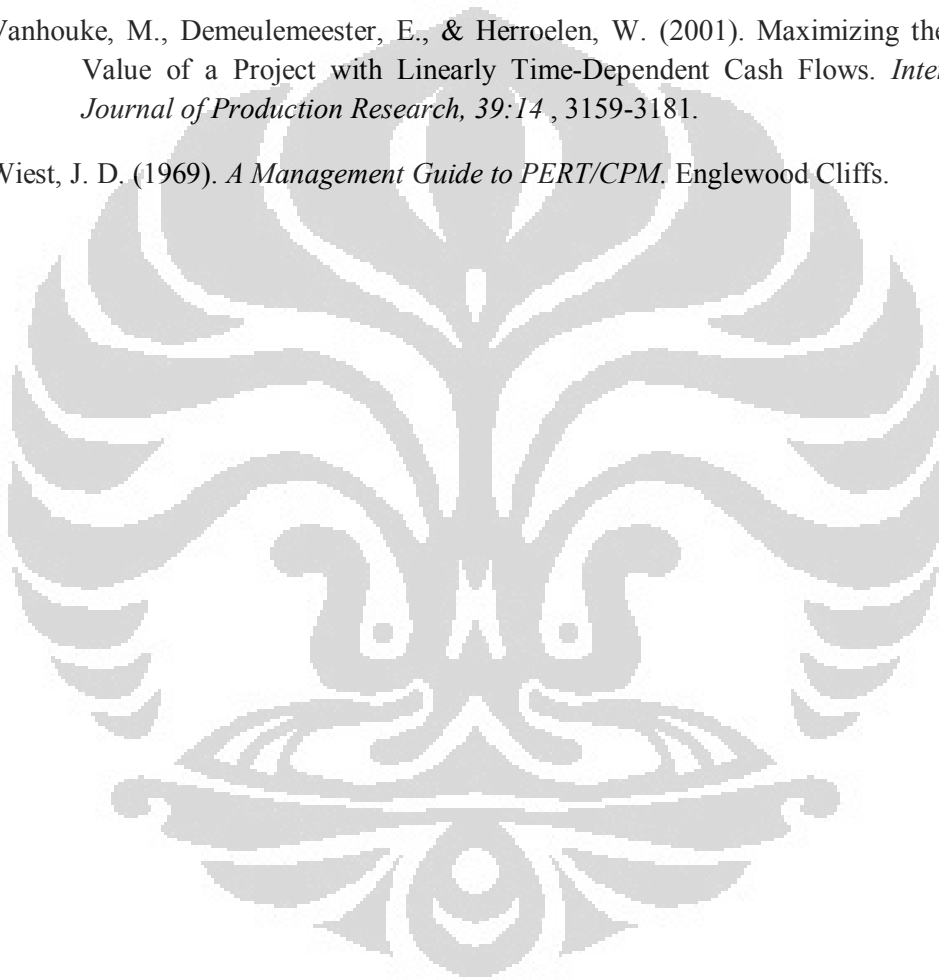 Vanhouke, M., Demeulemeester, E., & Herroelen, W. (2001). Maximizing the
Value of a Project with Linearly Time-Dependent Cash Flows.
Journal of Production Research, 39:14 , 3159-3181.
Wiest, J. D. (1969). A Management Guide to PERT/CPM. Englewood Cliffs.